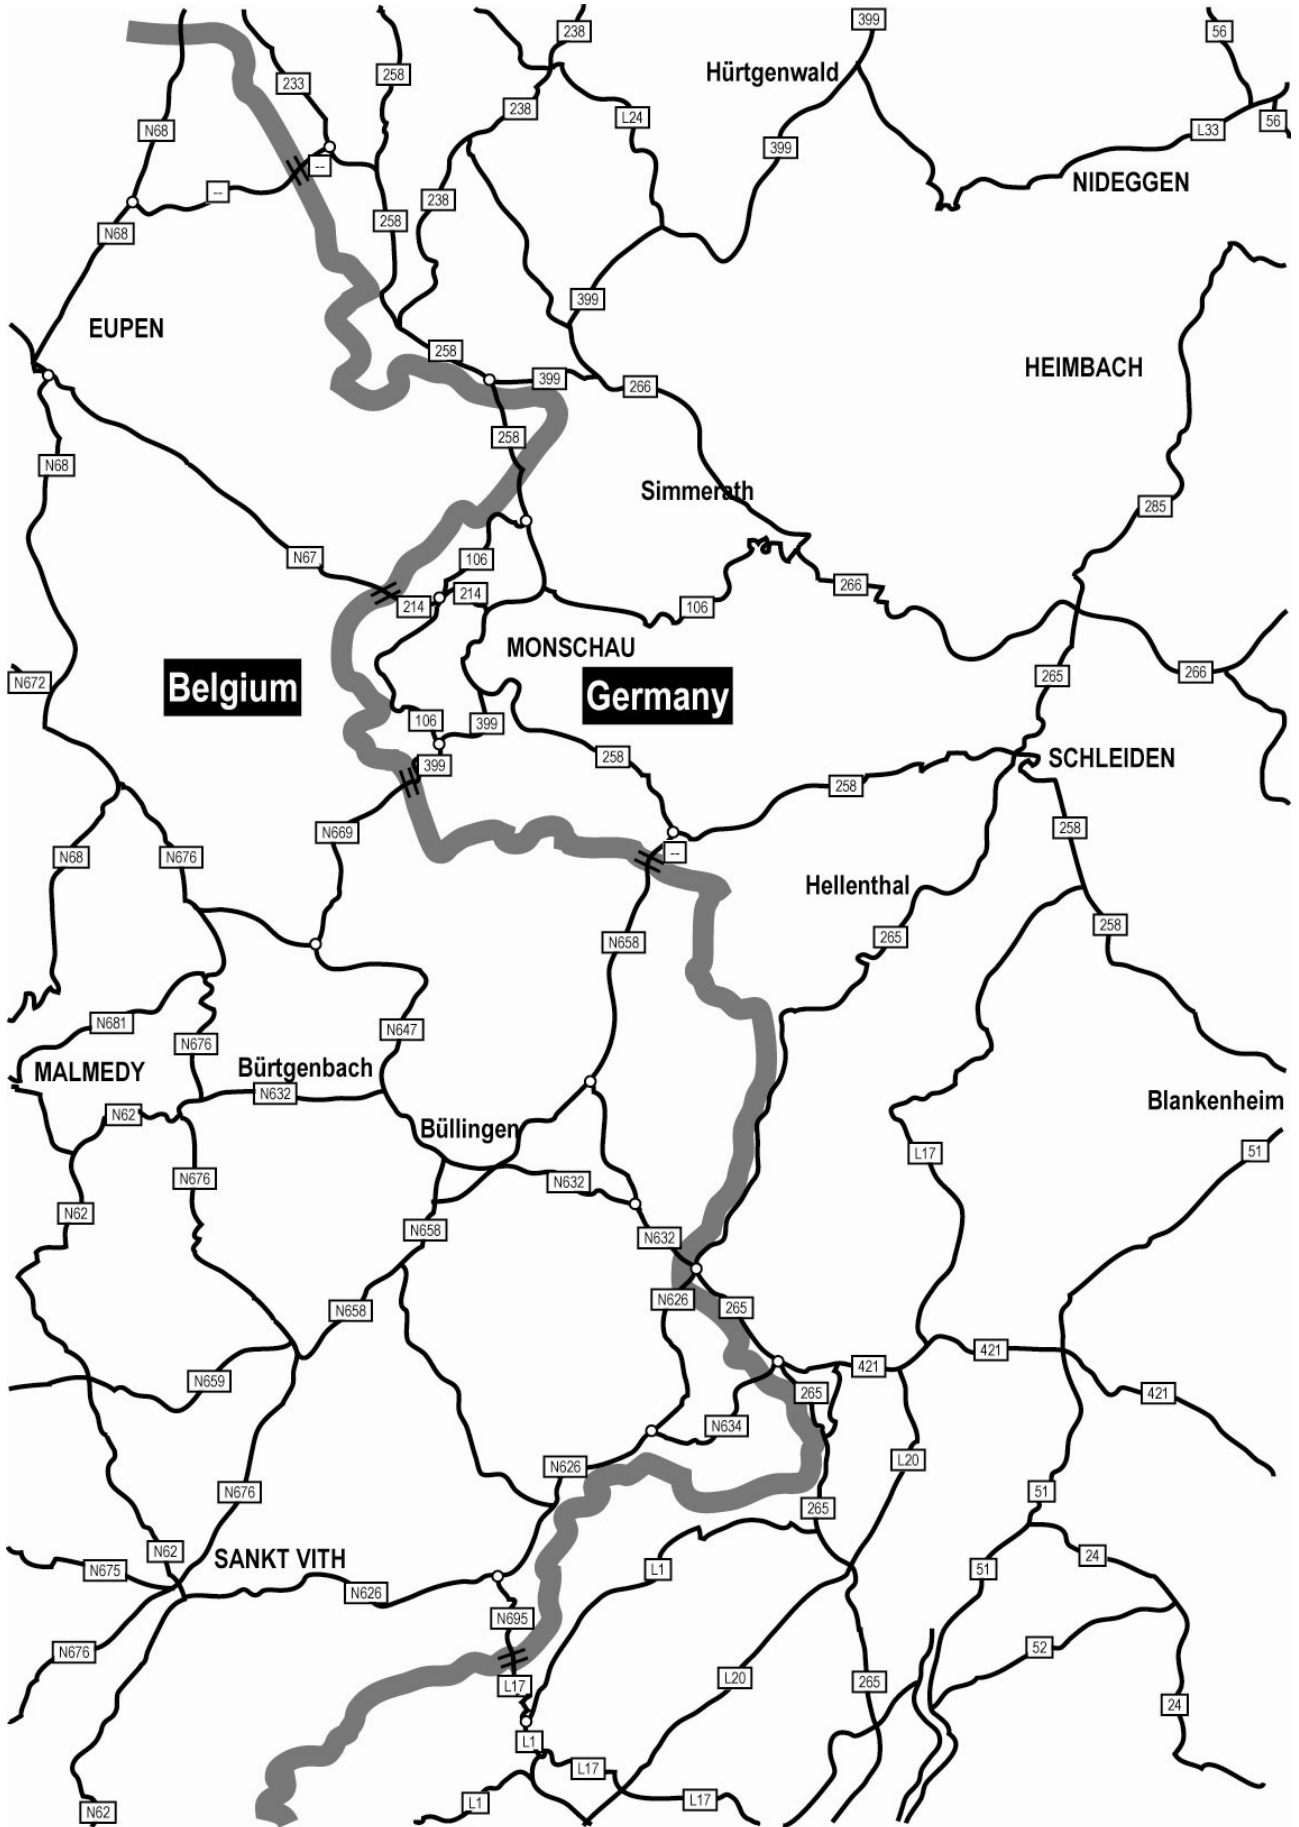 399
238
56
258
233
Hürtgenwald
238
L24
56
N68
L33
399
--
--
NIDEGGEN
238
258
N68
399
EUPEN
258
HEIMBACH
399
266
258
N68
Simmerath
285
N67
106
266
214
214
106
MONSCHAU
N672
Belgium
Germany
265
266
106
399
258
SCHLEIDEN
399
258
N669
258
--
N68
N676
Hellenthal
258
N658
265
N681
N647
N676
MALMEDY
Bürtgenbach
N632
Blankenheim
N62
Büllingen
L17
51
N676
N632
N62
N658
N632
N626
265
N658
421
421
421
N659
265
N634
L20
N626
N676
51
265
N62
24
SANKT VITH
N675
L1
51
N626
N695
52
N676
L20
265
L17
24
L1
L17
L17
L1
N62